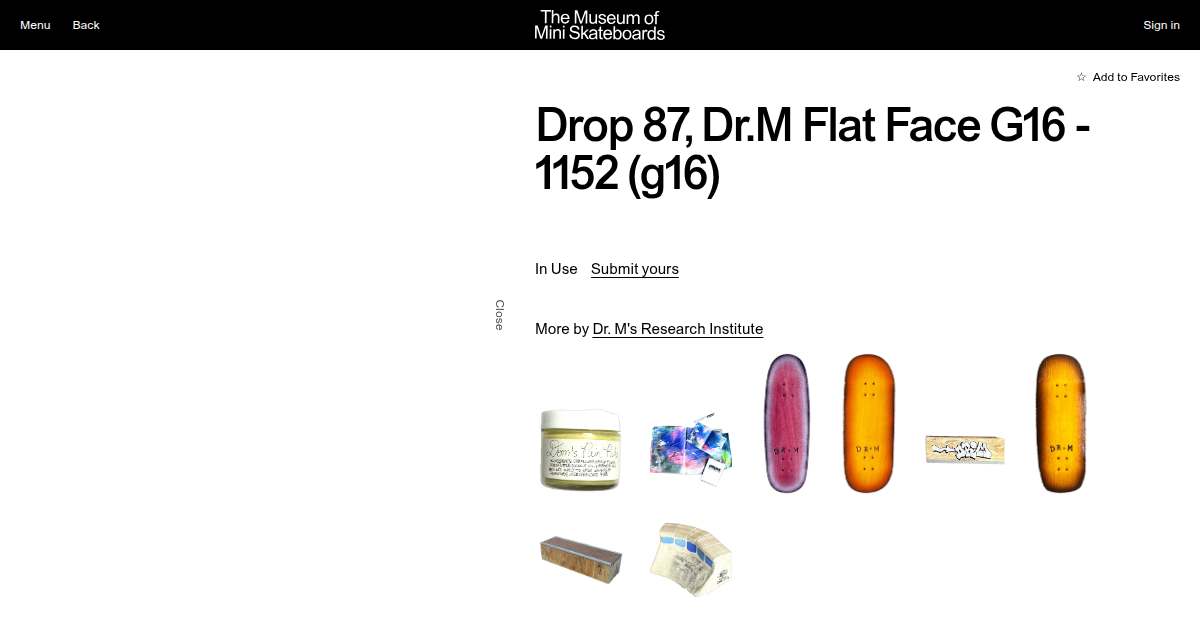 Menu
Back
The Museum of
Mini Skateboards
Sign in
☆ Add to Favorites
Drop 87, Dr.M Flat Face G16 -
1152 (g16)
In Use
Submit yours
Close
More by Dr. M's Research Institute
DR·M
DR·M
DR·M